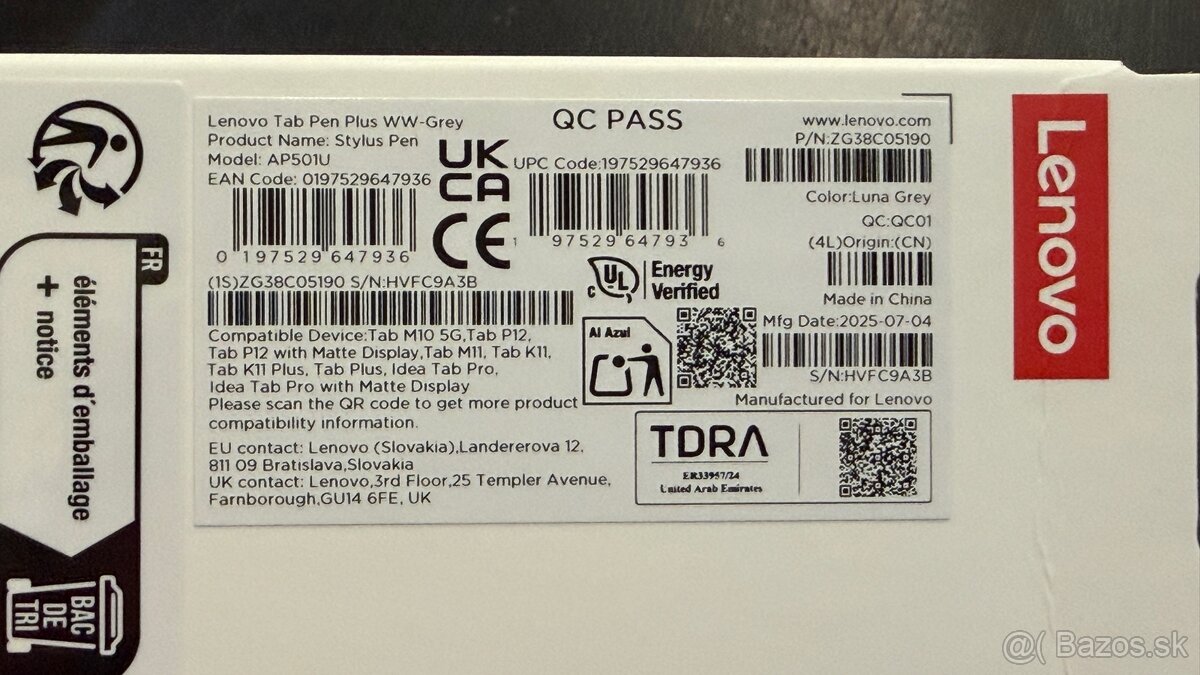 Lenovo Tab Pen Plus WW-Grey
Product Name: Stylus Pen
Model: AP501U
EAN Code: 0197529647936
0 197529 647936
UK
CA
CE
QC PASS
UPC Code:197529647936
1 97529 64793 6
www.lenovo.com
P/N:ZG38C05190
Color:Luna Grey
QC:QC01
(4L)Origin:(CN)
Made in China
Mfg Date:2025-07-04
S/N:HVFC9A3B
Manufactured for Lenovo
(1S)ZG38C05190 S/N:HVFC9A3B
c UL Energy
Verified
Al Azul
Compatible Device:Tab M10 5G,Tab P12,
Tab P12 with Matte Display,Tab M11, Tab K11,
Tab K11 Plus, Tab Plus, Idea Tab Pro,
Idea Tab Pro with Matte Display
Please scan the QR code to get more product
compatibility information.
EU contact: Lenovo (Slovakia),Landererova 12,
811 09 Bratislava,Slovakia
UK contact: Lenovo,3rd Floor,25 Templer Avenue,
Farnborough,GU14 6FE, UK
TDRA
ER33957/24
United Arab Emirates
Lenovo
FR
éléments d'emballage
+ notice
BAC
DE
TRI
@( Bazos.sk